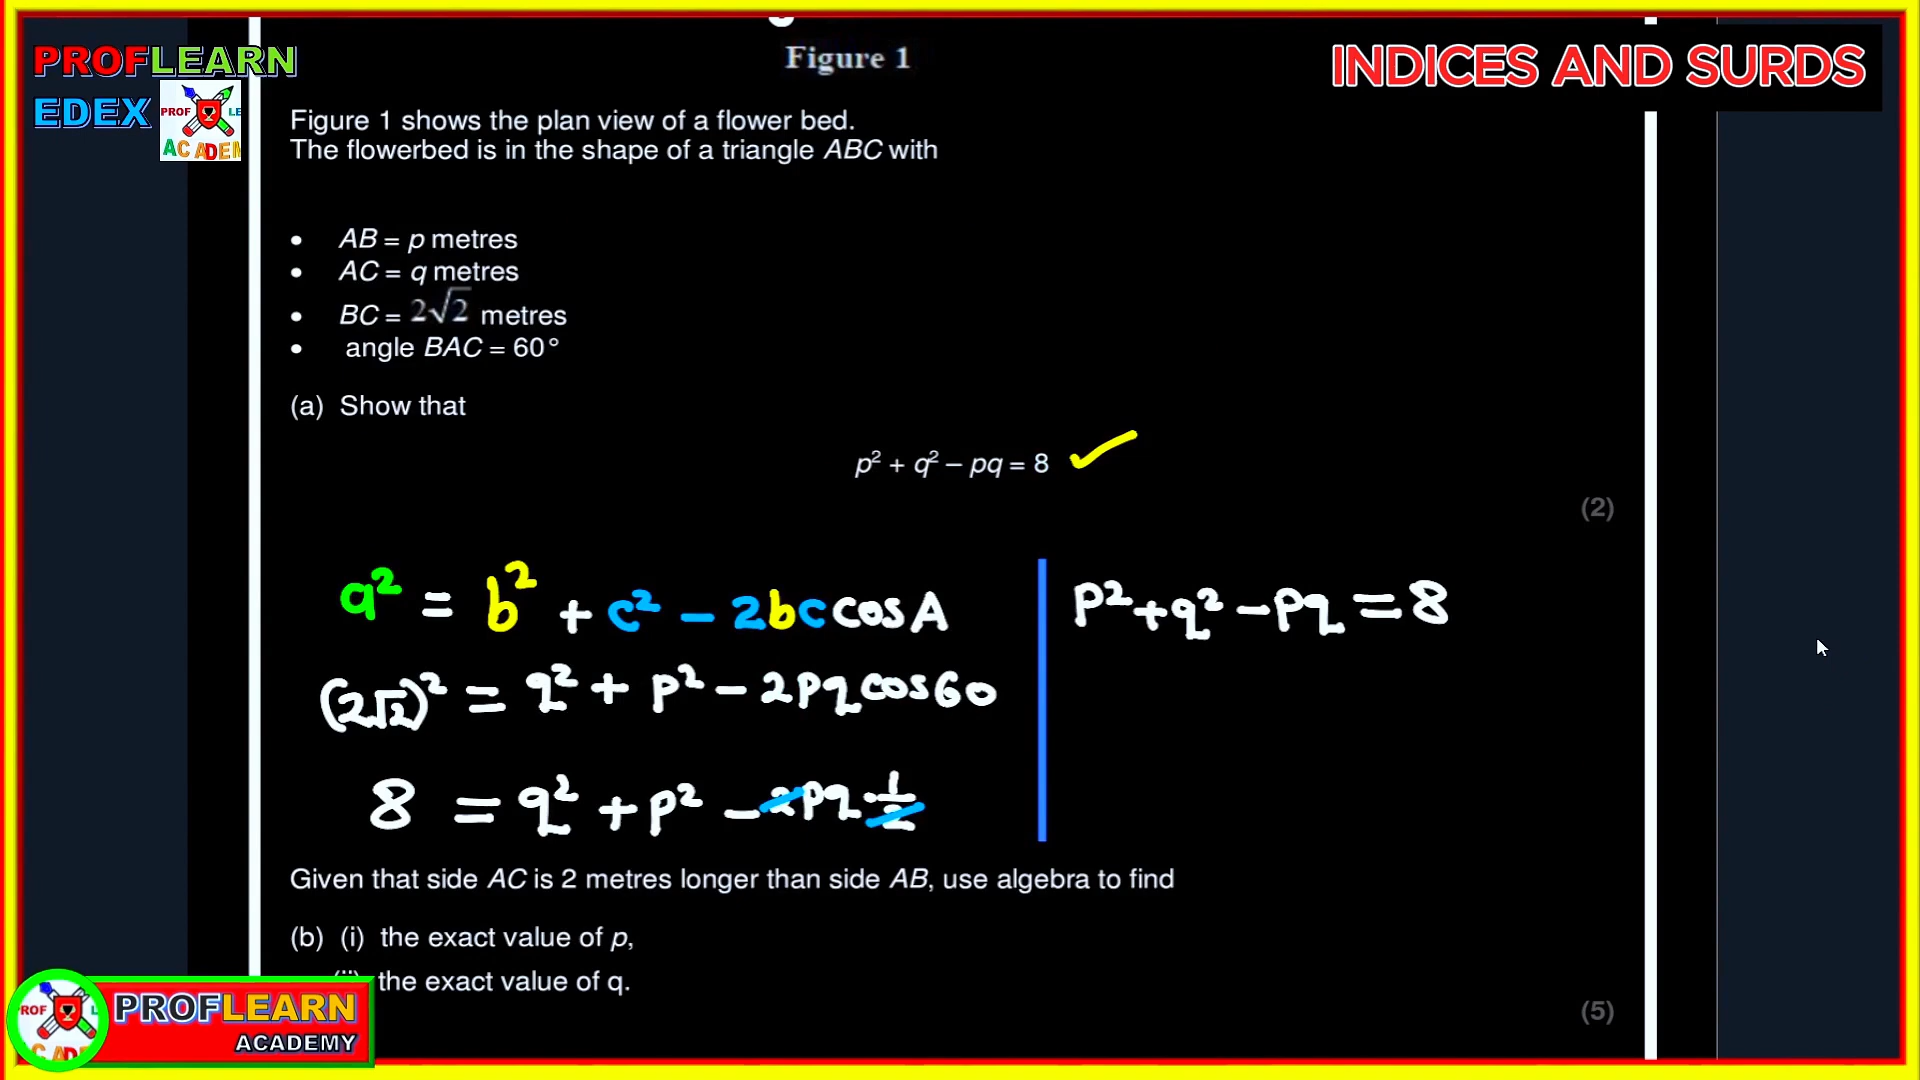 Figure 1
PROFLEARN
EDEX
INDICES AND SURDS
PROF LE
ACADEM
Figure 1 shows the plan view of a flower bed.
The flowerbed is in the shape of a triangle ABC with
• AB = p metres
• AC = q metres
• BC = 2√2 metres
• angle BAC = 60°
(a) Show that
p² + q² – pq = 8 ✓
(2)
a² = b² + c² - 2bc cos A
(2√2)² = q² + p² - 2pq cos 60
8 = q² + p² - 2pq · 1/2
p² + q² - pq = 8
Given that side AC is 2 metres longer than side AB, use algebra to find
(b) (i) the exact value of p,
the exact value of q.
(5)
PROFLEARN
ACADEMY